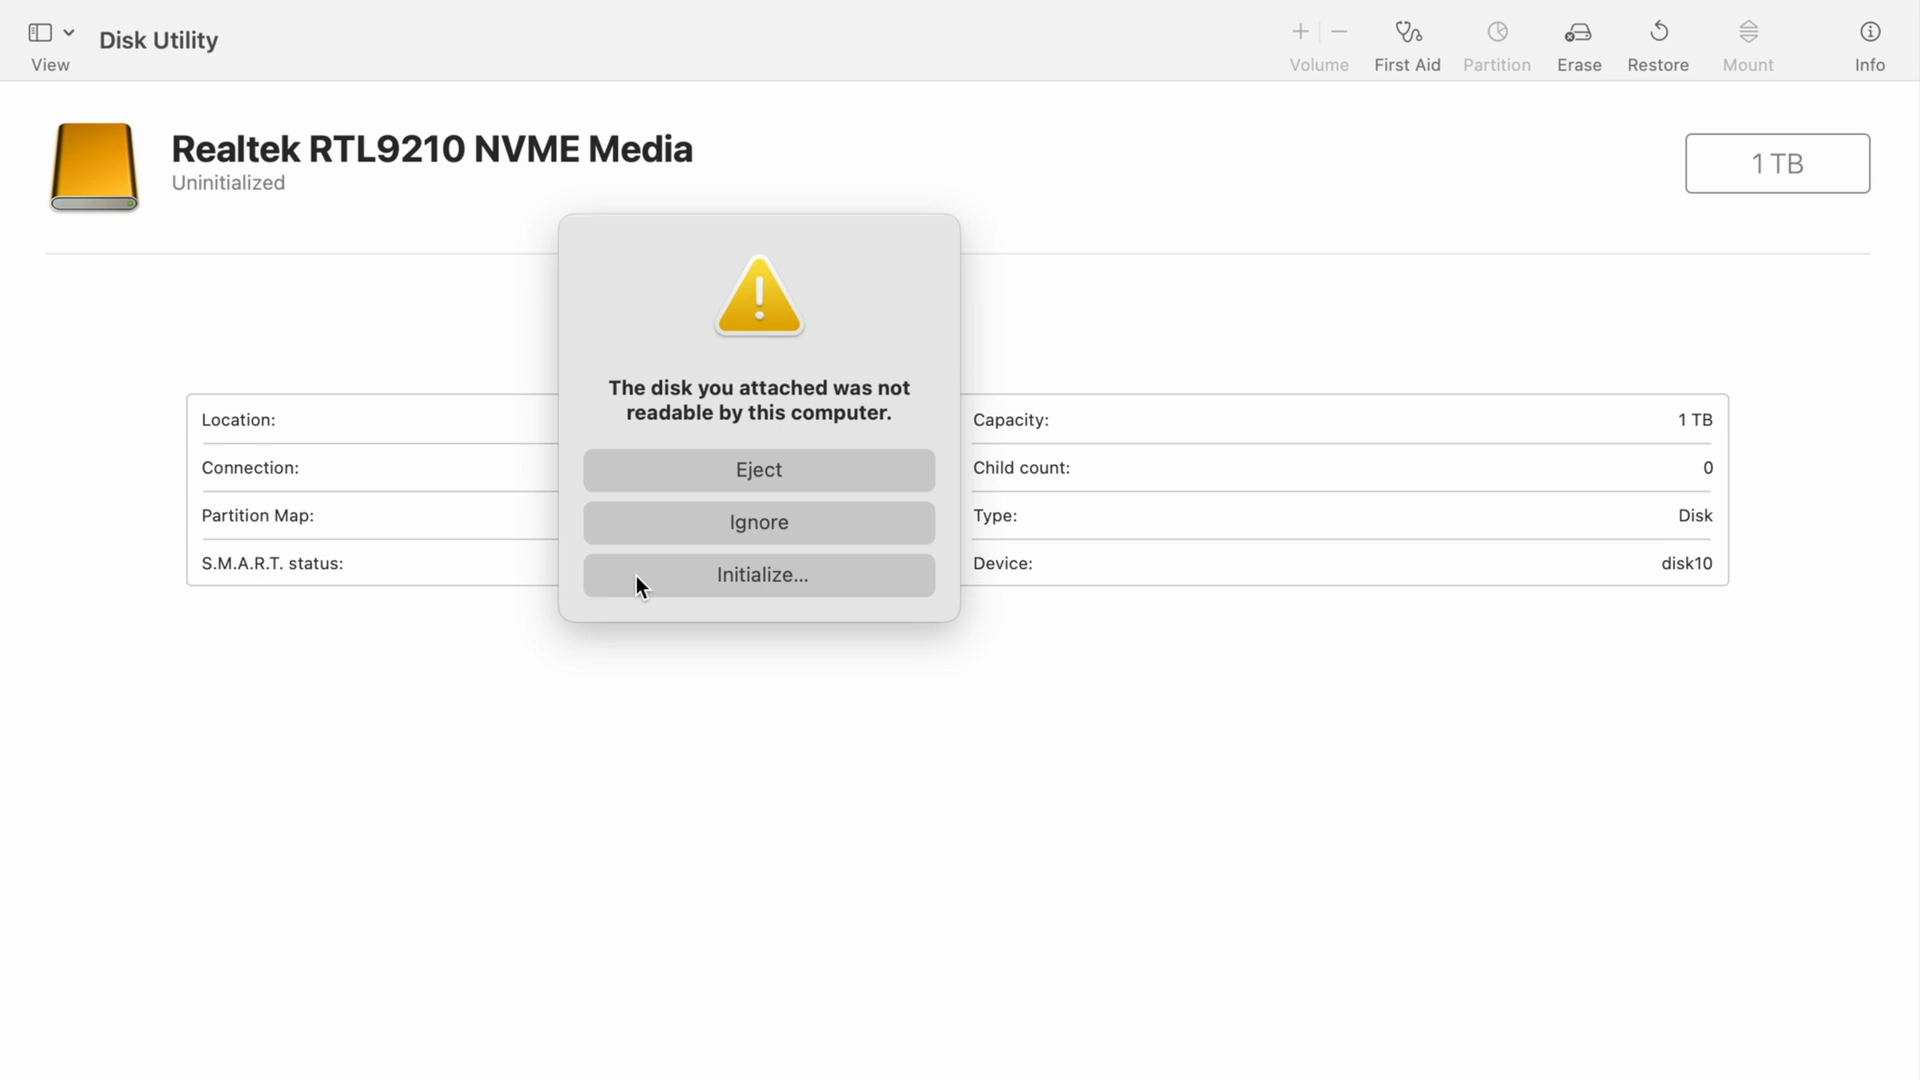 Disk Utility
View
Volume
First Aid
Partition
Erase
Restore
Mount
Info
Realtek RTL9210 NVME Media
Uninitialized
1 TB
The disk you attached was not
readable by this computer.
Eject
Ignore
Initialize...
Location:
Connection:
Partition Map:
S.M.A.R.T. status:
Capacity: 1 TB
Child count: 0
Type: Disk
Device: disk10